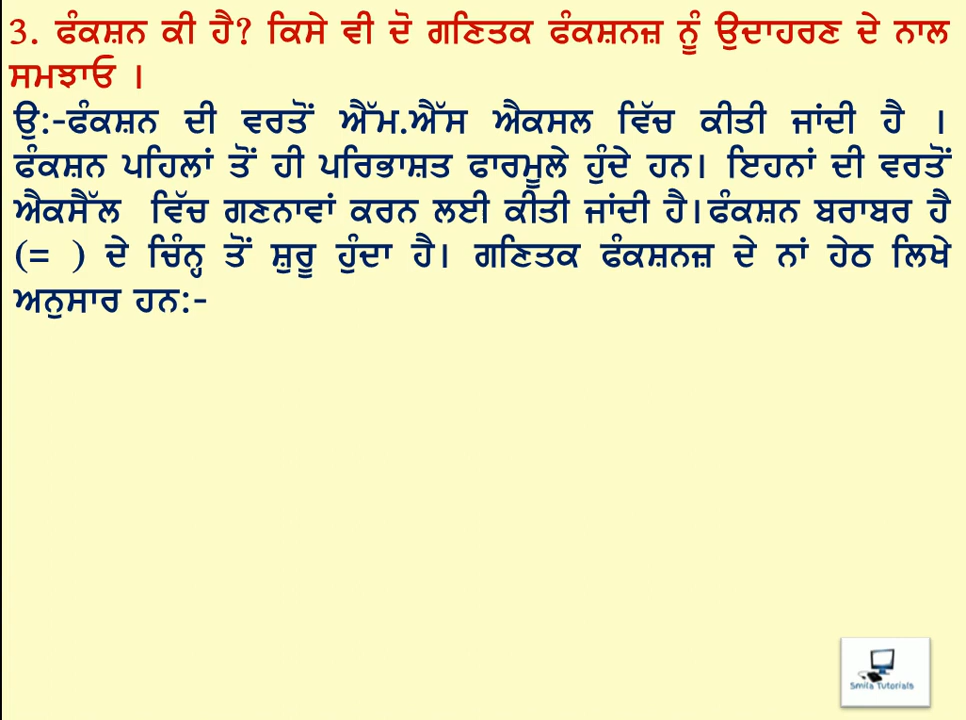 3. ਫੰਕਸ਼ਨ ਕੀ ਹੈ? ਕਿਸੇ ਵੀ ਦੋ ਗਣਿਤਕ ਫੰਕਸ਼ਨਜ਼ ਨੂੰ ਉਦਾਹਰਣ ਦੇ ਨਾਲ
ਸਮਝਾਓ ।
ਉ:-ਫੰਕਸ਼ਨ ਦੀ ਵਰਤੋਂ ਐੱਮ.ਐੱਸ ਐਕਸਲ ਵਿੱਚ ਕੀਤੀ ਜਾਂਦੀ ਹੈ ।
ਫੰਕਸ਼ਨ ਪਹਿਲਾਂ ਤੋਂ ਹੀ ਪਰਿਭਾਸ਼ਤ ਫਾਰਮੂਲੇ ਹੁੰਦੇ ਹਨ। ਇਹਨਾਂ ਦੀ ਵਰਤੋਂ
ਐਕਸੈੱਲ ਵਿੱਚ ਗਣਨਾਵਾਂ ਕਰਨ ਲਈ ਕੀਤੀ ਜਾਂਦੀ ਹੈ।ਫੰਕਸ਼ਨ ਬਰਾਬਰ ਹੈ
(= ) ਦੇ ਚਿੰਨ੍ਹ ਤੋਂ ਸ਼ੁਰੂ ਹੁੰਦਾ ਹੈ। ਗਣਿਤਕ ਫੰਕਸ਼ਨਜ਼ ਦੇ ਨਾਂ ਹੇਠ ਲਿਖੇ
ਅਨੁਸਾਰ ਹਨ:-
Smila Tutorials